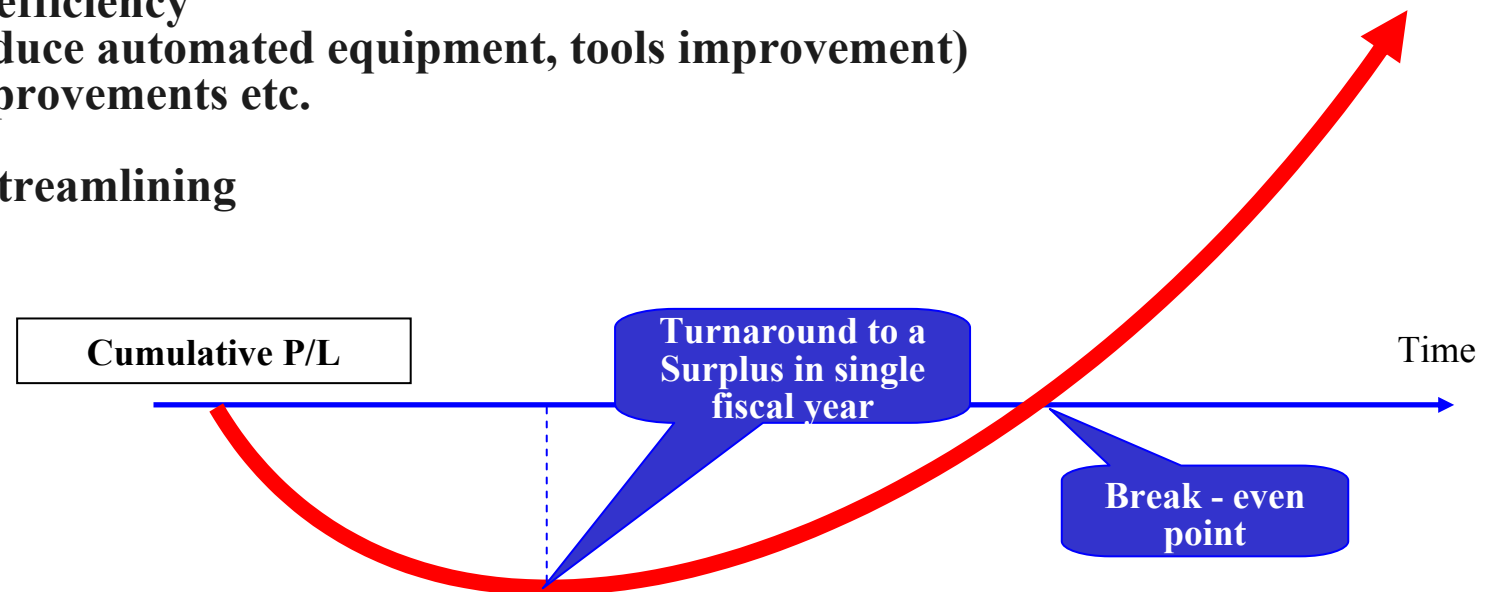 efficiency
duce automated equipment, tools improvement)
provements etc.
treamlining
Cumulative P/L
Turnaround to a
Surplus in single
fiscal year
Time
Break - even
point